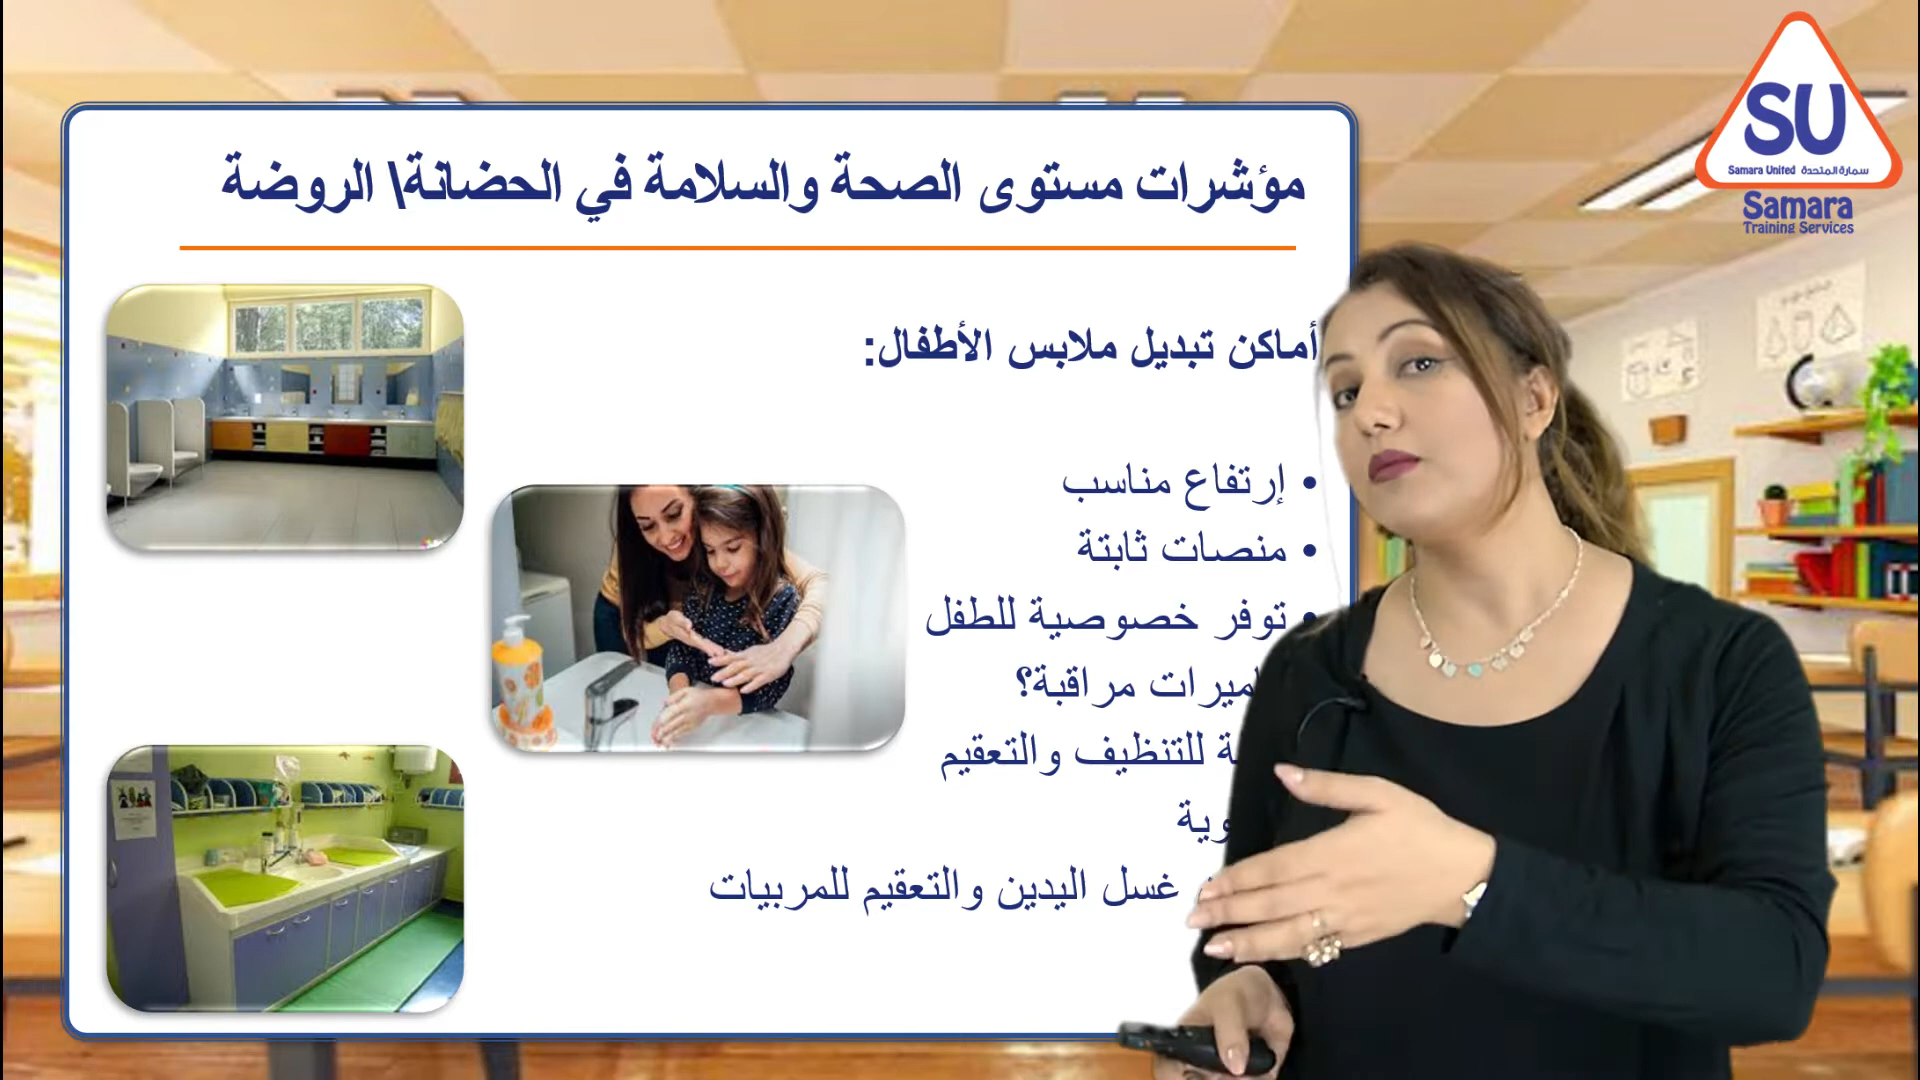 مؤشرات مستوى الصحة والسلامة في الحضانة\ الروضة
أماكن تبديل ملابس الأطفال:
• إرتفاع مناسب
• منصات ثابتة
• توفر خصوصية للطفل
مراقبة؟
للتنظيف والتعقيم
غسل اليدين والتعقيم للمربيات
SU
Samara United سمارة المتحدة
Samara
Training Services